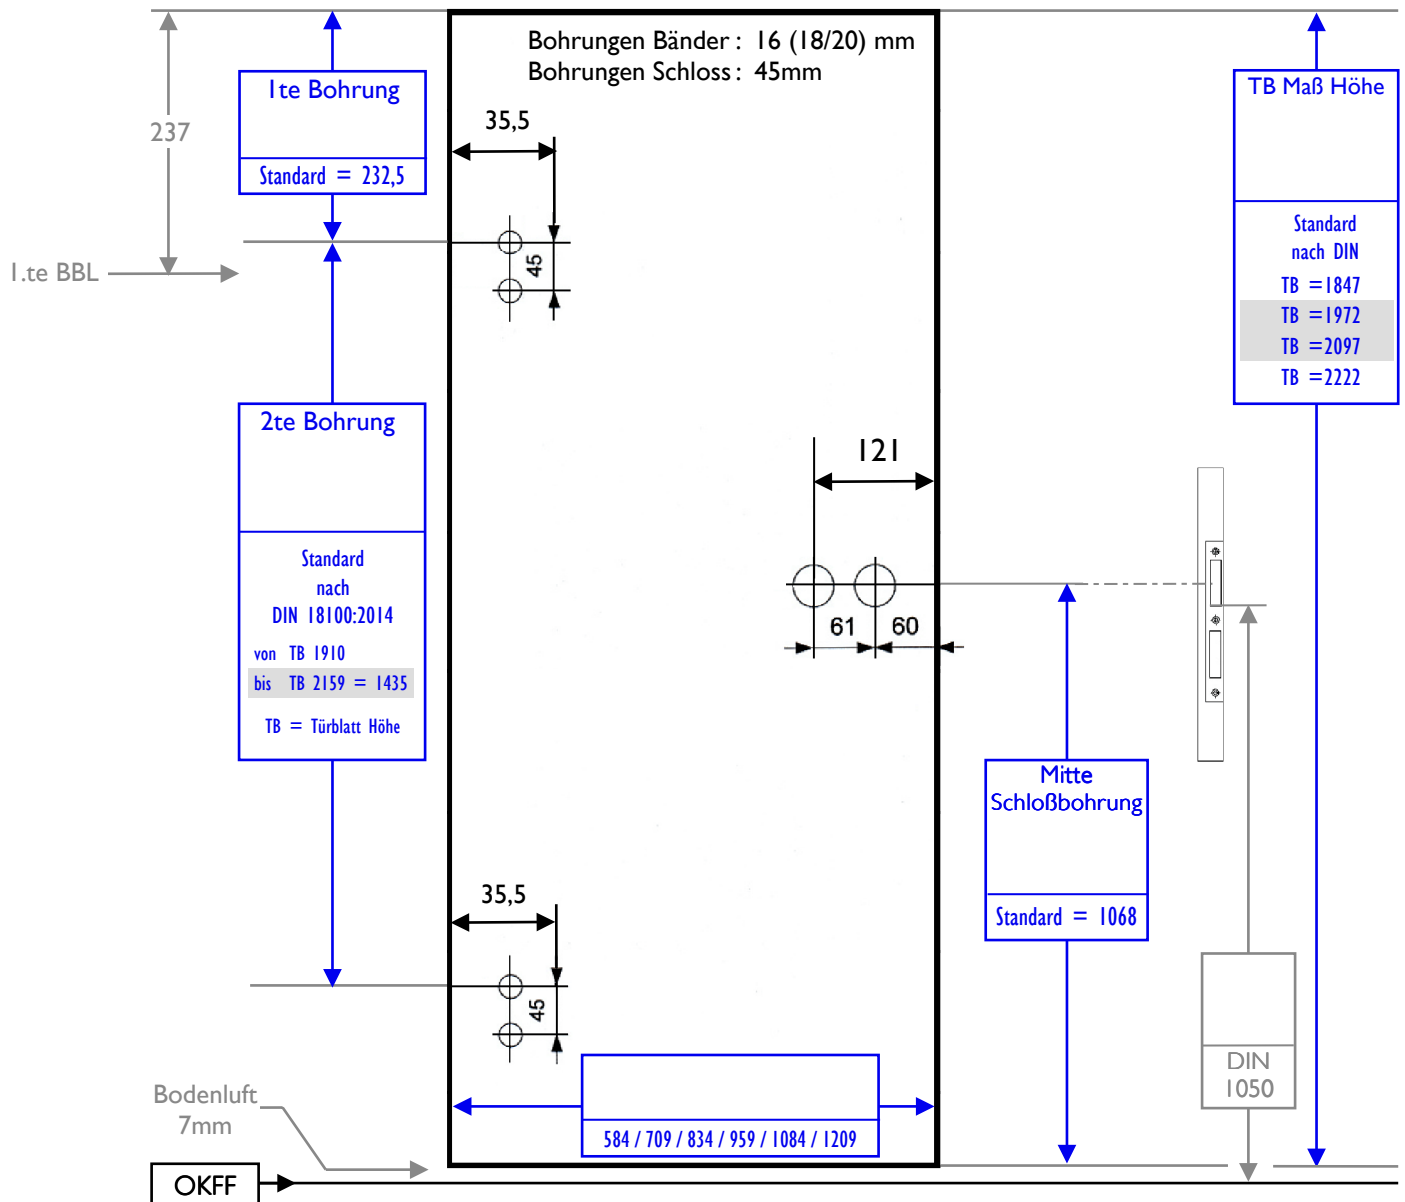 Bohrungen Bänder : 16 (18/20) mm
Bohrungen Schloss : 45mm
1te Bohrung
Standard = 232,5
237
1.te BBL
35,5
45
TB Maß Höhe
Standard
nach DIN
TB =1847
TB =1972
TB =2097
TB =2222
2te Bohrung
Standard
nach
DIN 18100:2014
von TB 1910
bis TB 2159 = 1435
TB = Türblatt Höhe
121
61
60
Mitte
Schloßbohrung
Standard = 1068
35,5
45
DIN
1050
584 / 709 / 834 / 959 / 1084 / 1209
Bodenluft
7mm
OKFF